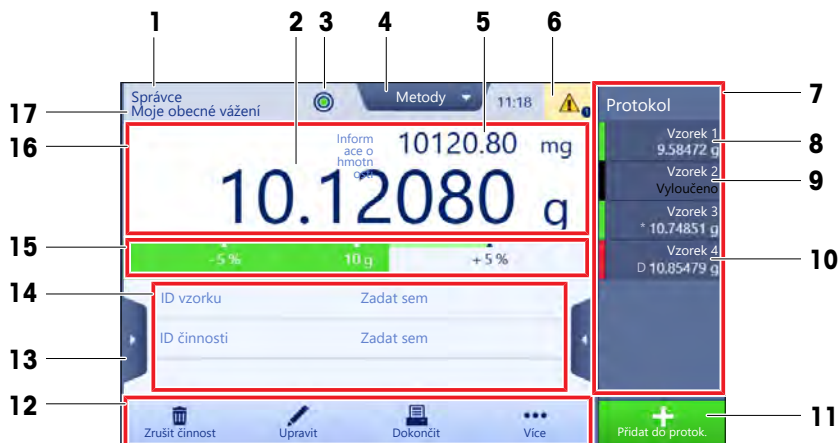 1 2 3 4 5 6
Správce
Moje obecné vážení
Metody
11:18
17
16
Inform
ace o
hmotn
osti
10120.80 mg
10.12080 g
15
-5 % 10 g +5 %
14
ID vzorku Zadat sem
ID činnosti Zadat sem
13
12
Zrušit činnost Upravit Dokončit Více
Protokol
7
Vzorek 1
9.58472 g
8
Vzorek 2
Vyloučeno
9
Vzorek 3
* 10.74851 g
Vzorek 4
D 10.85479 g
10
Přidat do protok.
11